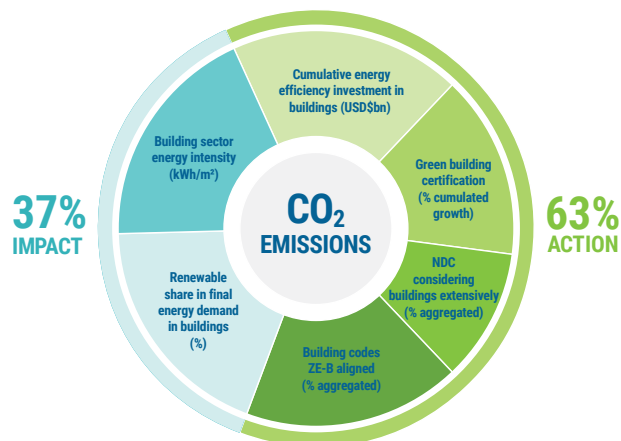 Cumulative energy
efficiency investment in
buildings (USD$bn)
Building sector
energy intensity
(kWh/m²)
Green building
certification
(% cumulated
growth)
37%
IMPACT
CO₂
EMISSIONS
63%
ACTION
NDC
considering
buildings extensively
(% aggregated)
Renewable
share in final
energy demand
in buildings
(%)
Building codes
ZE-B aligned
(% aggregated)